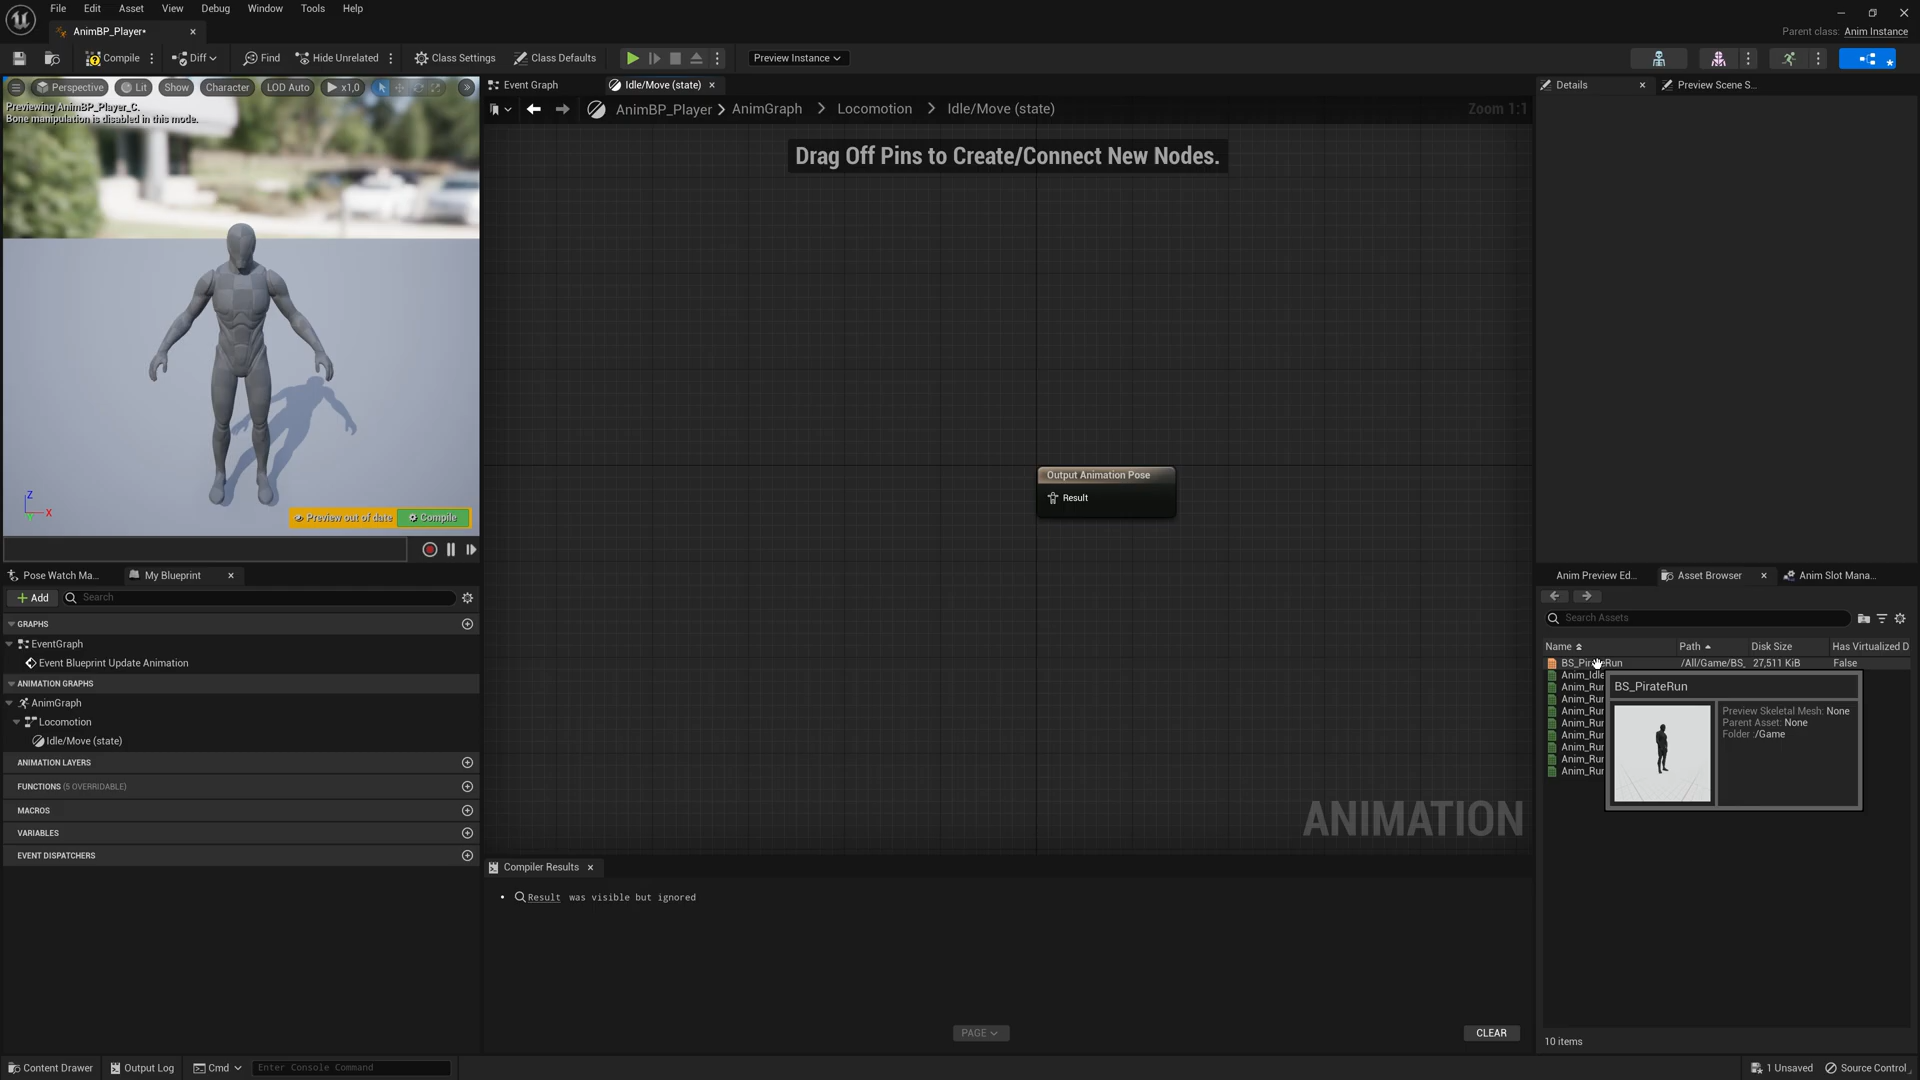 File Edit Asset View Debug Window Tools Help
AnimBP_Player*
Parent class: Anim Instance
Compile
Diff
Find
Hide Unrelated
Class Settings
Class Defaults
Preview Instance
Perspective
Lit
Show
Character
LOD Auto
x1,0
Previewing AnimBP_Player_C.
Bone manipulation is disabled in this mode.
Z
X
Preview out of date
Compile
Event Graph
Idle/Move (state)
AnimBP_Player
AnimGraph
Locomotion
Idle/Move (state)
Zoom 1:1
Drag Off Pins to Create/Connect New Nodes.
Output Animation Pose
Result
ANIMATION
Pose Watch Ma...
My Blueprint
Add
Search
GRAPHS
EventGraph
Event Blueprint Update Animation
ANIMATION GRAPHS
AnimGraph
Locomotion
Idle/Move (state)
ANIMATION LAYERS
FUNCTIONS (5 OVERRIDABLE)
MACROS
VARIABLES
EVENT DISPATCHERS
Compiler Results
Result was visible but ignored
PAGE
CLEAR
Details
Preview Scene S...
Anim Preview Ed...
Asset Browser
Anim Slot Mana...
Search Assets
Name
Path
Disk Size
Has Virtualized D
BS_PirateRun
/All/Game/BS_
27,511 KiB
False
Anim_Idle
Anim_Run
Anim_Run
Anim_Run
Anim_Run
Anim_Run
Anim_Run
Anim_Run
Anim_Run
BS_PirateRun
Preview Skeletal Mesh: None
Parent Asset: None
Folder :/Game
10 items
Content Drawer
Output Log
Cmd
Enter Console Command
1 Unsaved
Source Control